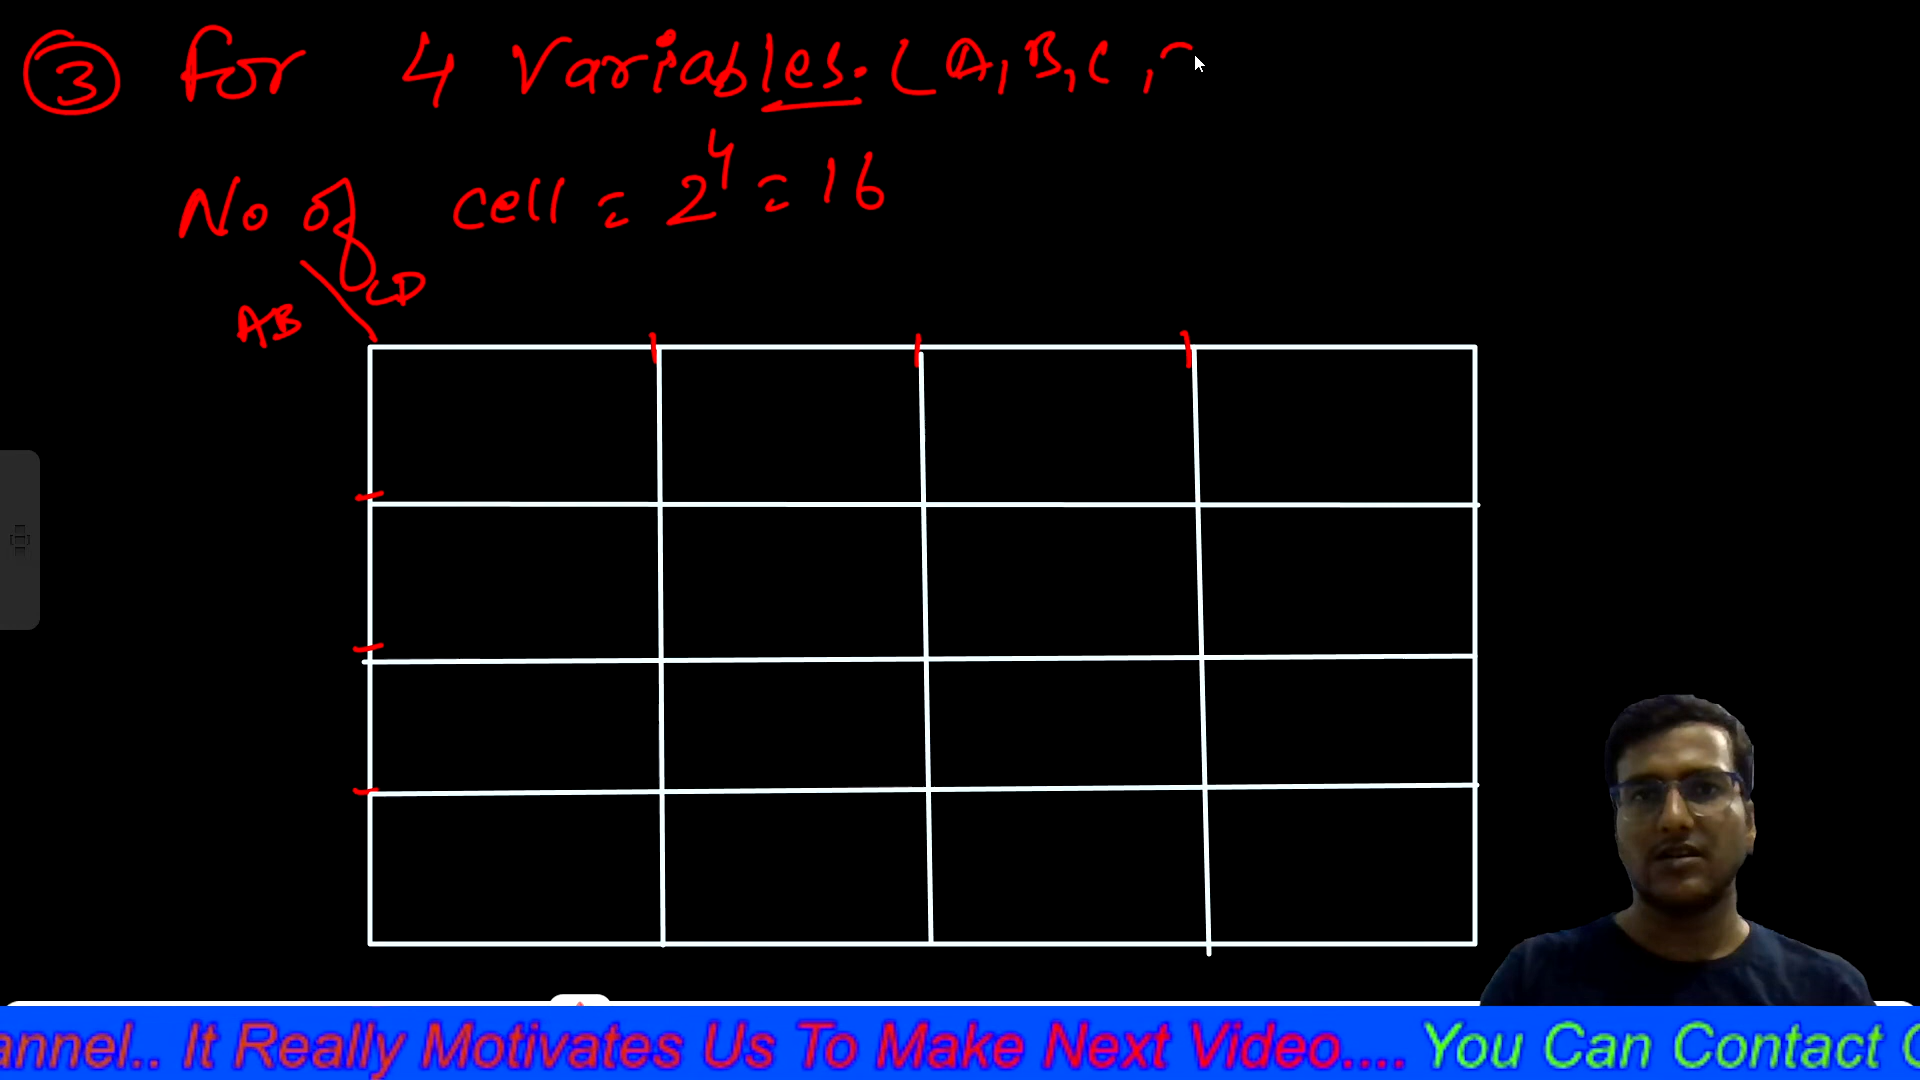 ③ For 4 Variables. (A, B, C,
No of cell = 2⁴ = 16
AB \ CD
annel.. It Really Motivates Us To Make Next Video.... You Can Contact